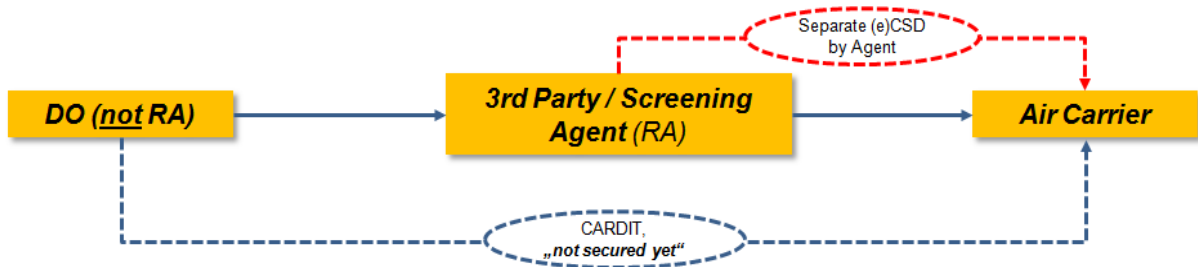 Separate (e)CSD
by Agent
DO (not RA)
3rd Party / Screening
Agent (RA)
Air Carrier
CARDIT,
„not secured yet“